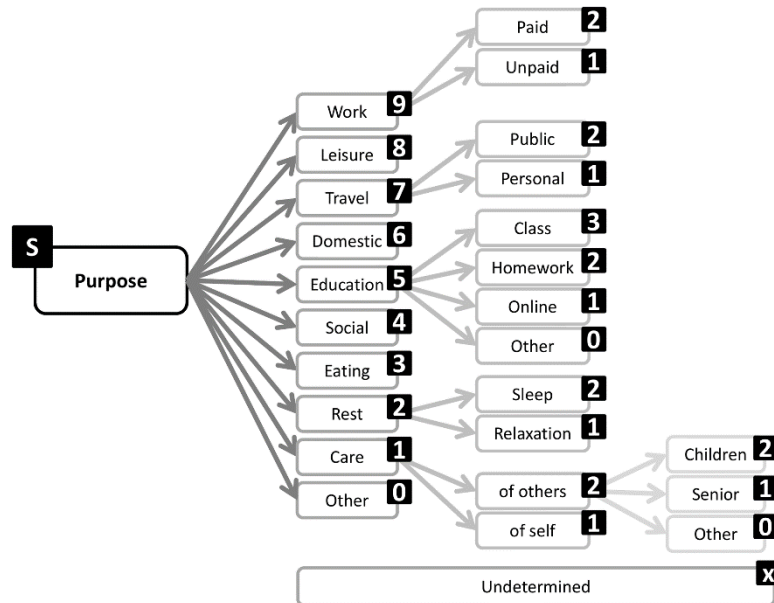 S
Purpose
Work 9
Paid 2
Unpaid 1
Leisure 8
Travel 7
Public 2
Personal 1
Domestic 6
Education 5
Class 3
Homework 2
Online 1
Other 0
Social 4
Eating 3
Rest 2
Sleep 2
Relaxation 1
Care 1
of others 2
Children 2
Senior 1
Other 0
of self 1
Other 0
Undetermined x